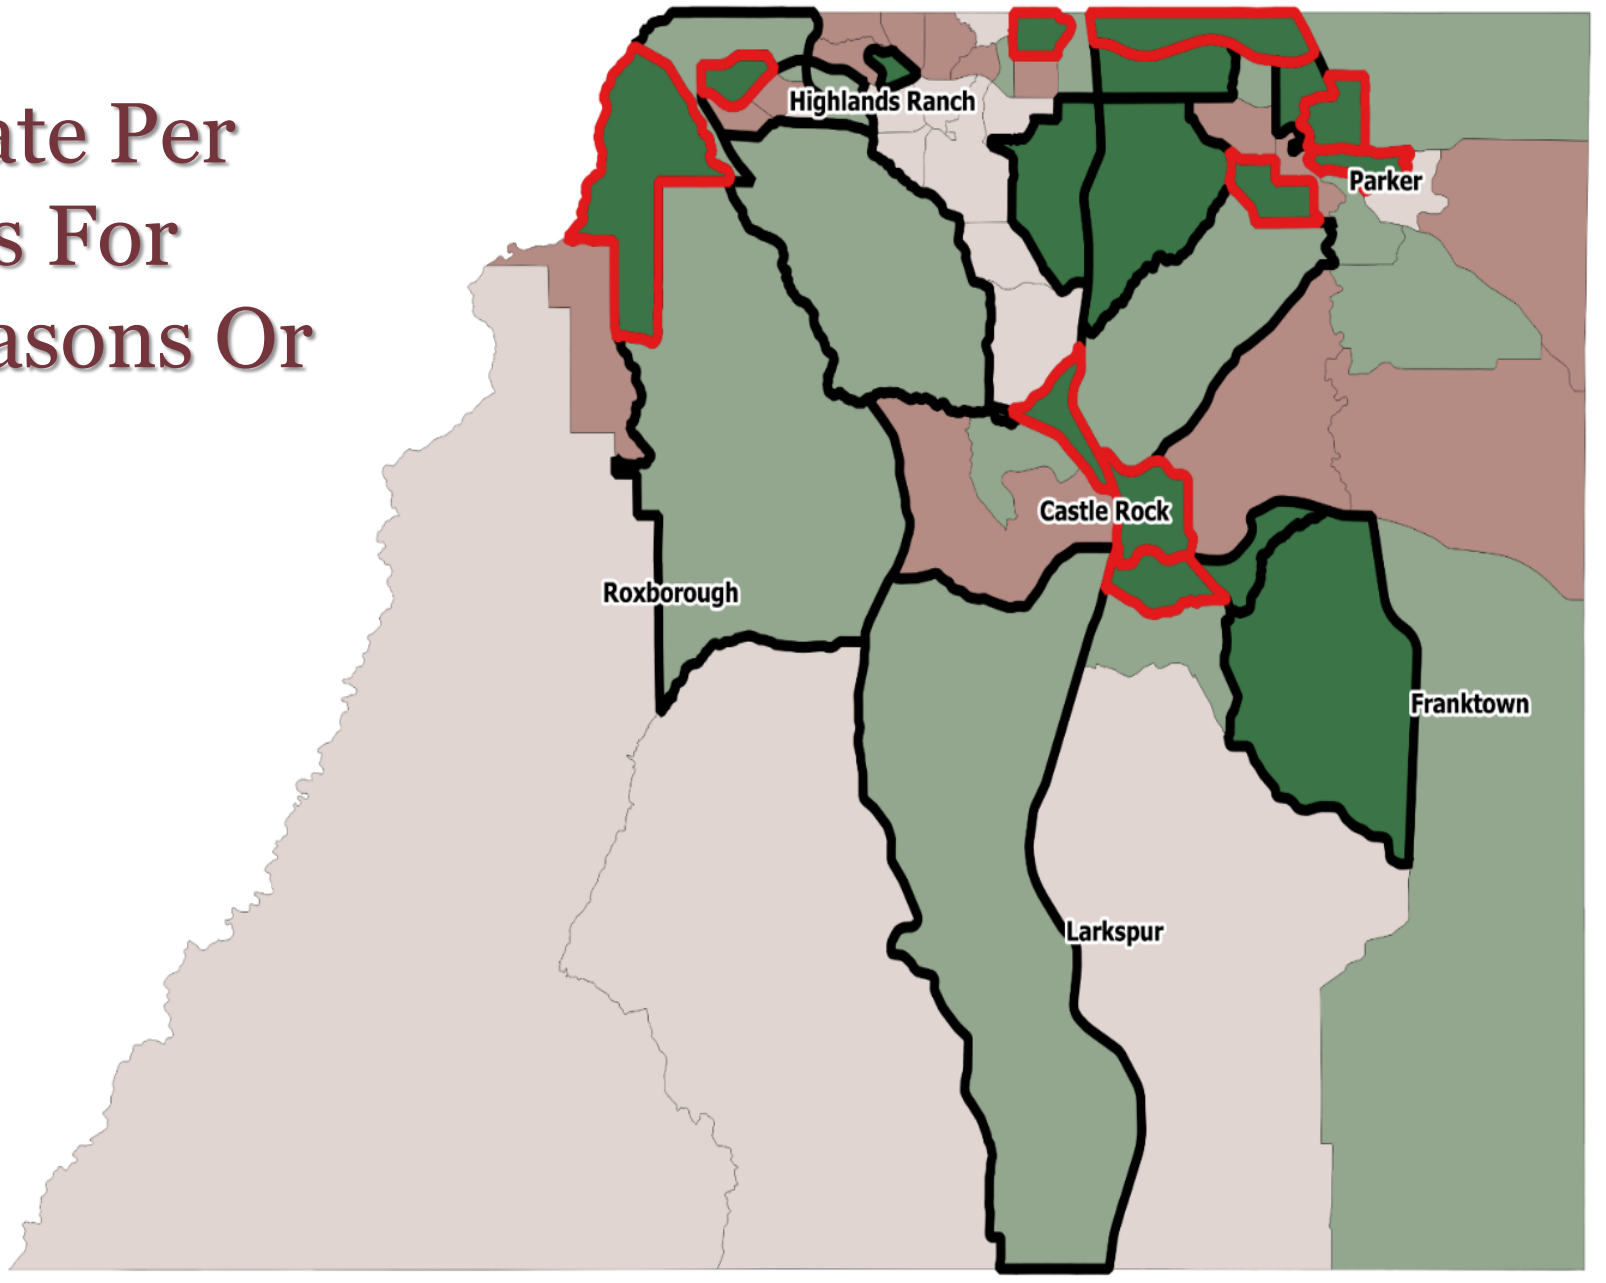 ate Per
s For
asons Or
Highlands Ranch
Parker
Castle Rock
Roxborough
Franktown
Larkspur